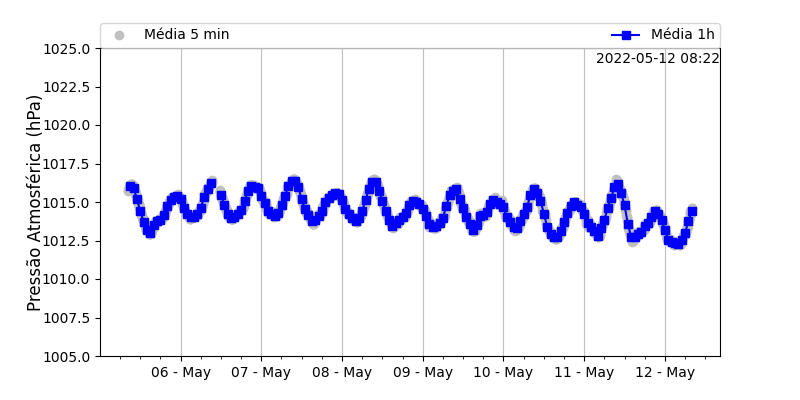 Média 5 min
Média 1h
2022-05-12 08:22
Pressão Atmosférica (hPa)
1025.0
1022.5
1020.0
1017.5
1015.0
1012.5
1010.0
1007.5
1005.0
06 - May
07 - May
08 - May
09 - May
10 - May
11 - May
12 - May